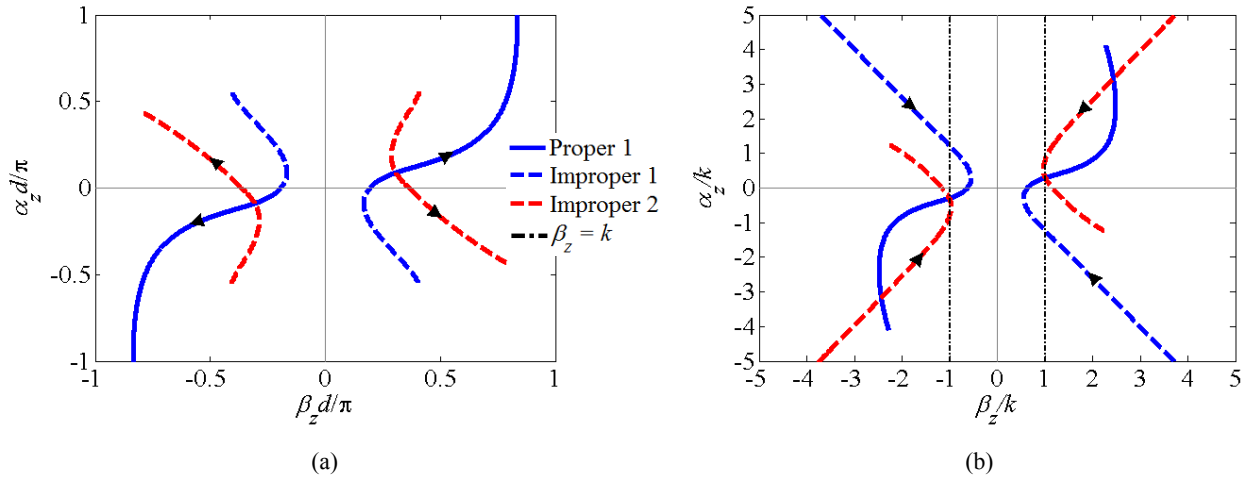 1
0.5
0
-0.5
-1
-1 -0.5 0 0.5 1
α_z d/π
β_z d/π
Proper 1
Improper 1
Improper 2
β_z = k
(a)
5
4
3
2
1
0
-1
-2
-3
-4
-5
-5 -4 -3 -2 -1 0 1 2 3 4 5
α_z/k
β_z/k
(b)